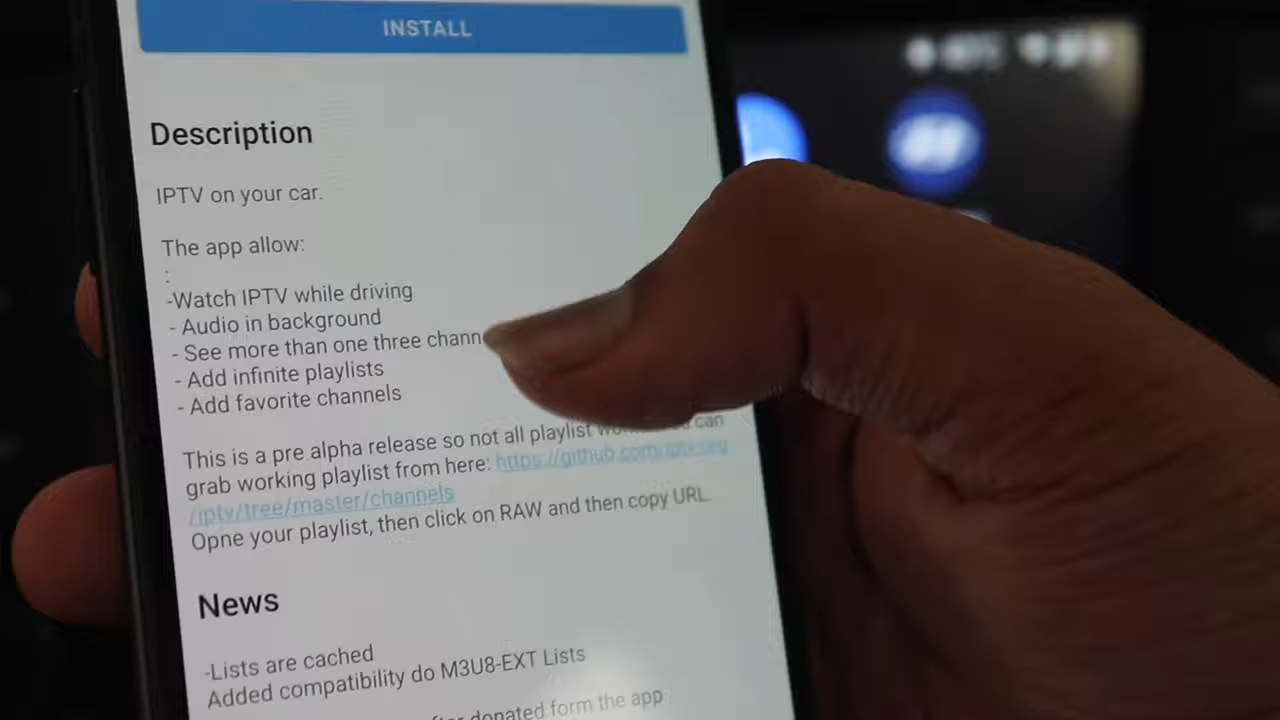 INSTALL
Description
IPTV on your car.
The app allow:
:
-Watch IPTV while driving
- Audio in background
- See more than one three chann
- Add infinite playlists
- Add favorite channels
This is a pre alpha release so not all playlist can
grab working playlist from here: https://github.com/iptv-org
/iptv/tree/master/channels
Opne your playlist, then click on RAW and then copy URL.
News
-Lists are cached
Added compatibility do M3U8-EXT Lists
donated form the app